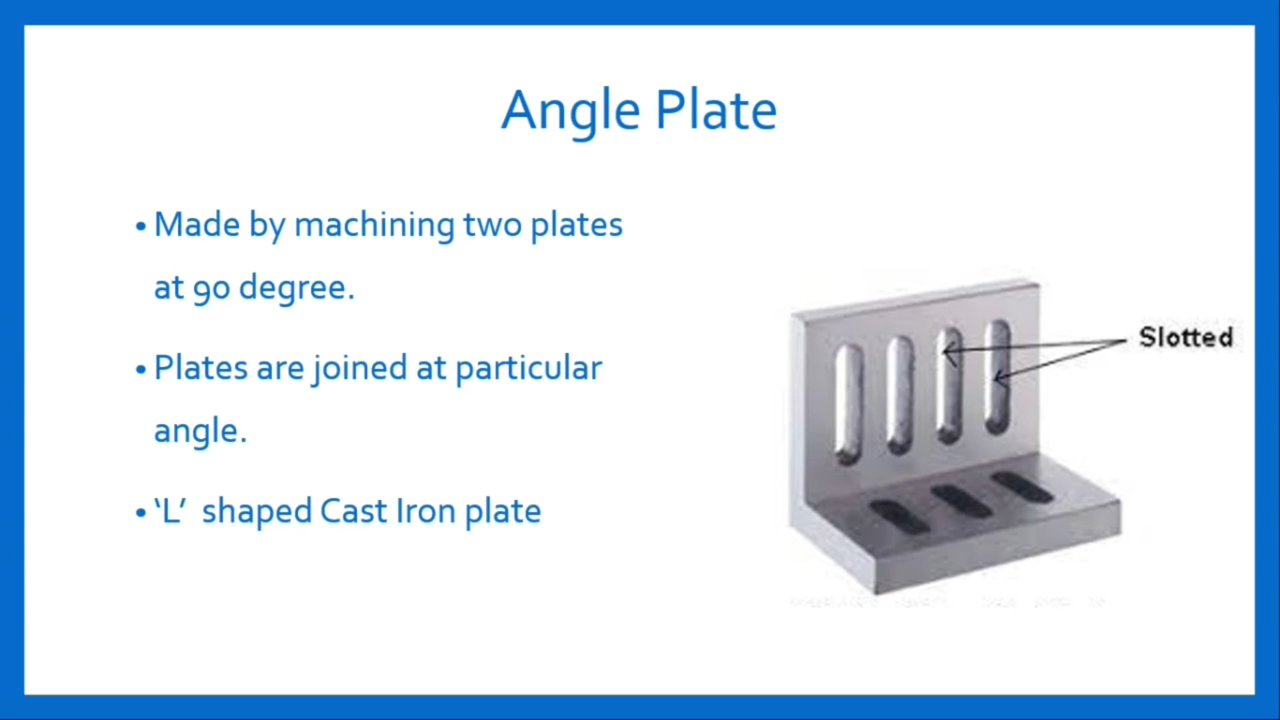 Angle Plate
• Made by machining two plates
at 90 degree.
• Plates are joined at particular
angle.
• ‘L’ shaped Cast Iron plate
Slotted